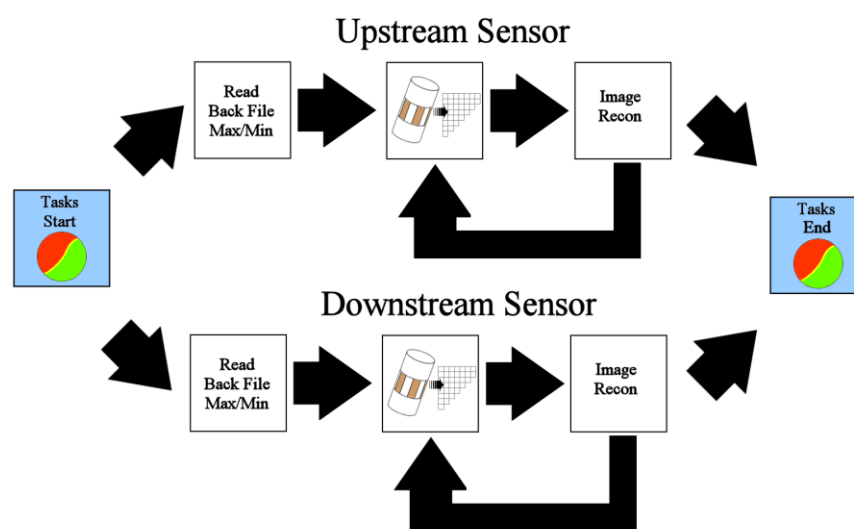 Upstream Sensor
Read
Back File
Max/Min
Image
Recon
Tasks
Start
Tasks
End
Downstream Sensor
Read
Back File
Max/Min
Image
Recon